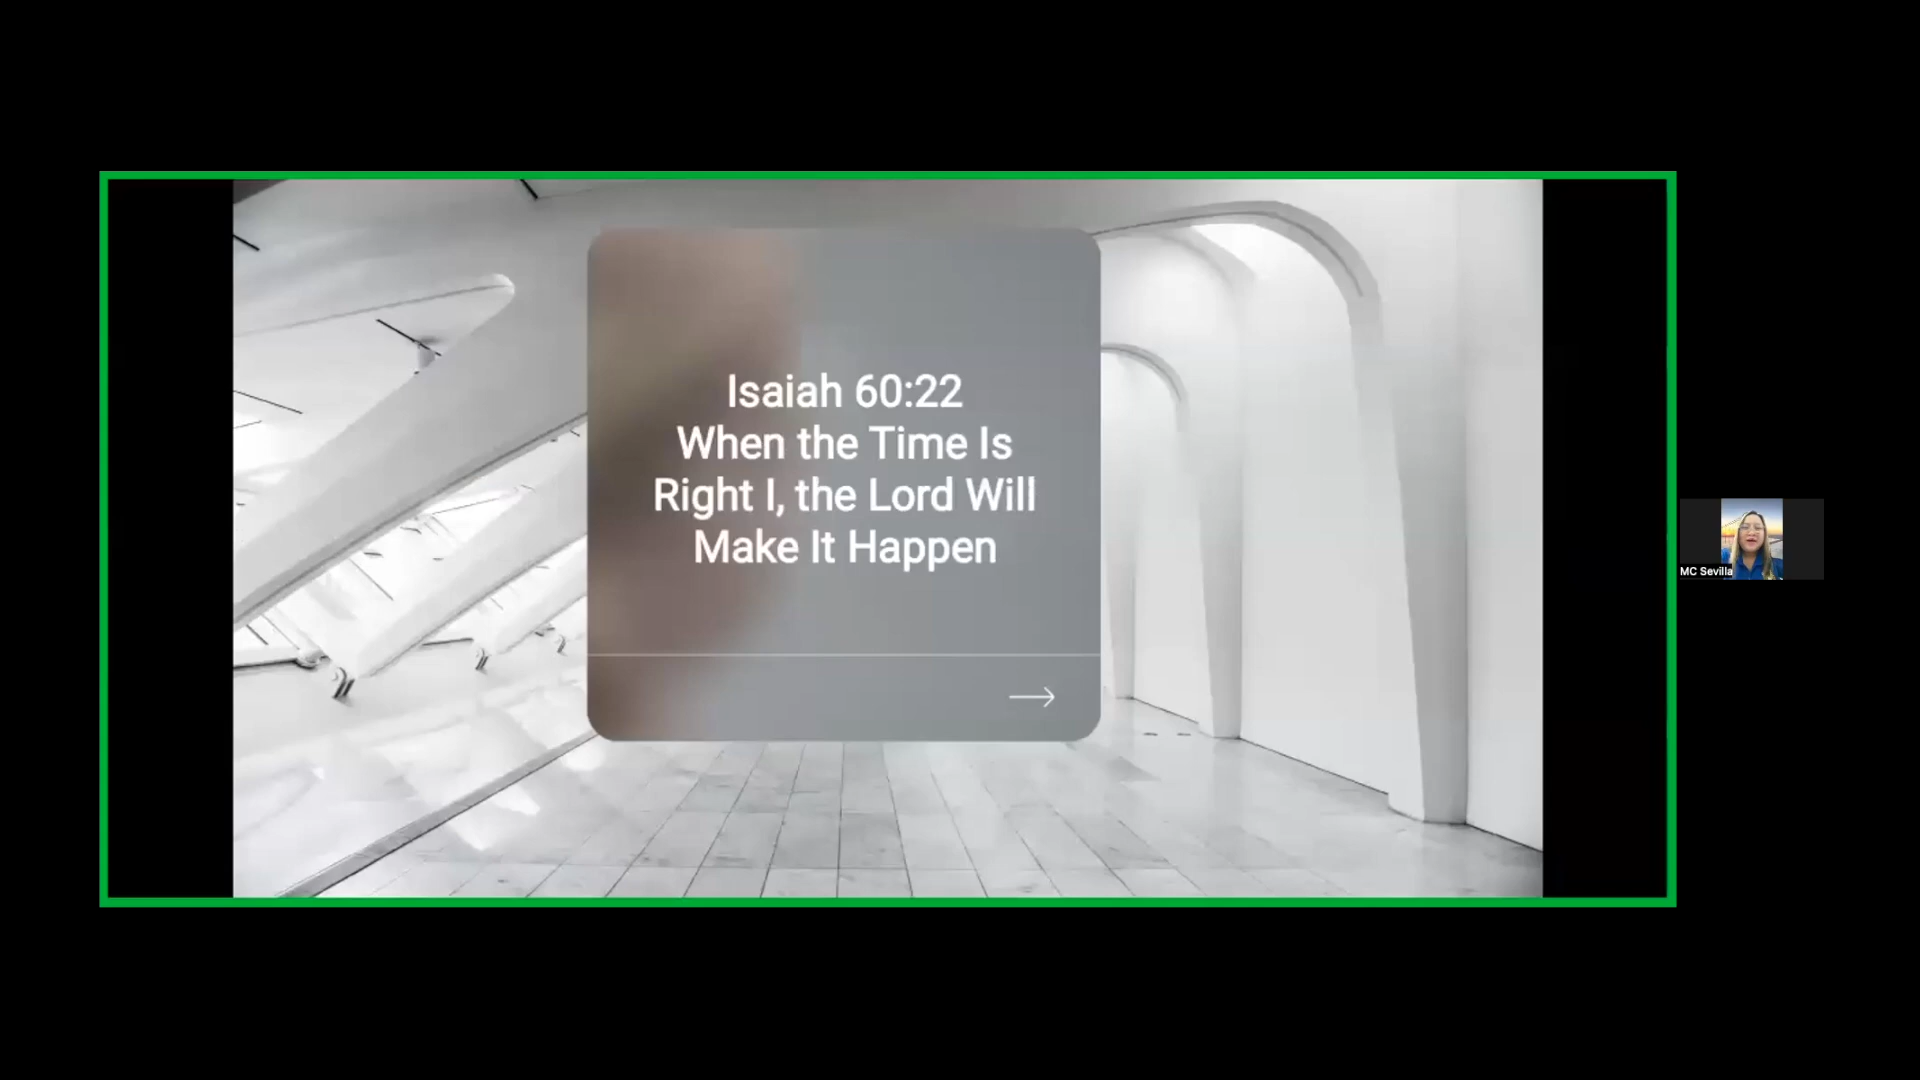 Isaiah 60:22
When the Time Is
Right I, the Lord Will
Make It Happen
MC Sevilla